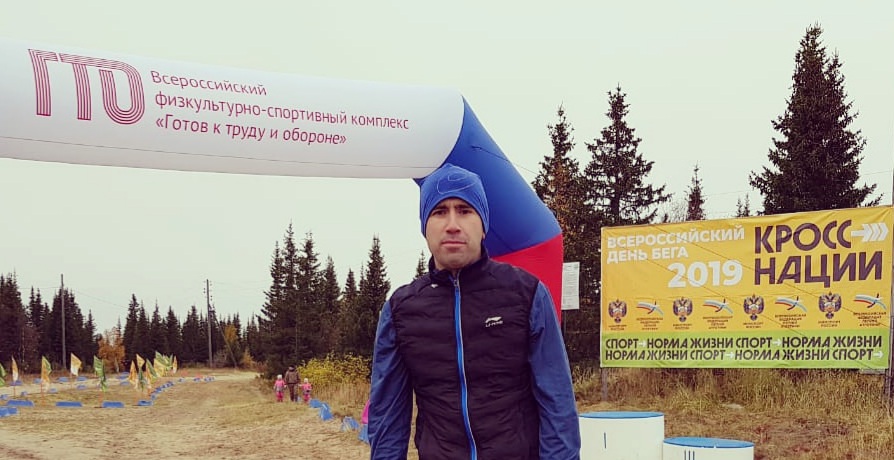 ГТО
Всероссийский
физкультурно-спортивный комплекс
«Готов к труду и обороне»
ВСЕРОССИЙСКИЙ
ДЕНЬ БЕГА
2019
КРОСС
НАЦИИ
СПОРТ НОРМА ЖИЗНИ СПОРТ НОРМА ЖИЗНИ
НОРМА ЖИЗНИ СПОРТ НОРМА ЖИЗНИ СПОРТ
I
III